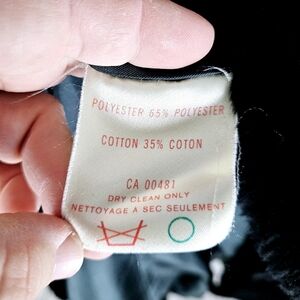 POLYESTER 65% POLYESTER
COTTON 35% COTON
CA 00481
DRY CLEAN ONLY
NETTOYAGE A SEC SEULEMENT